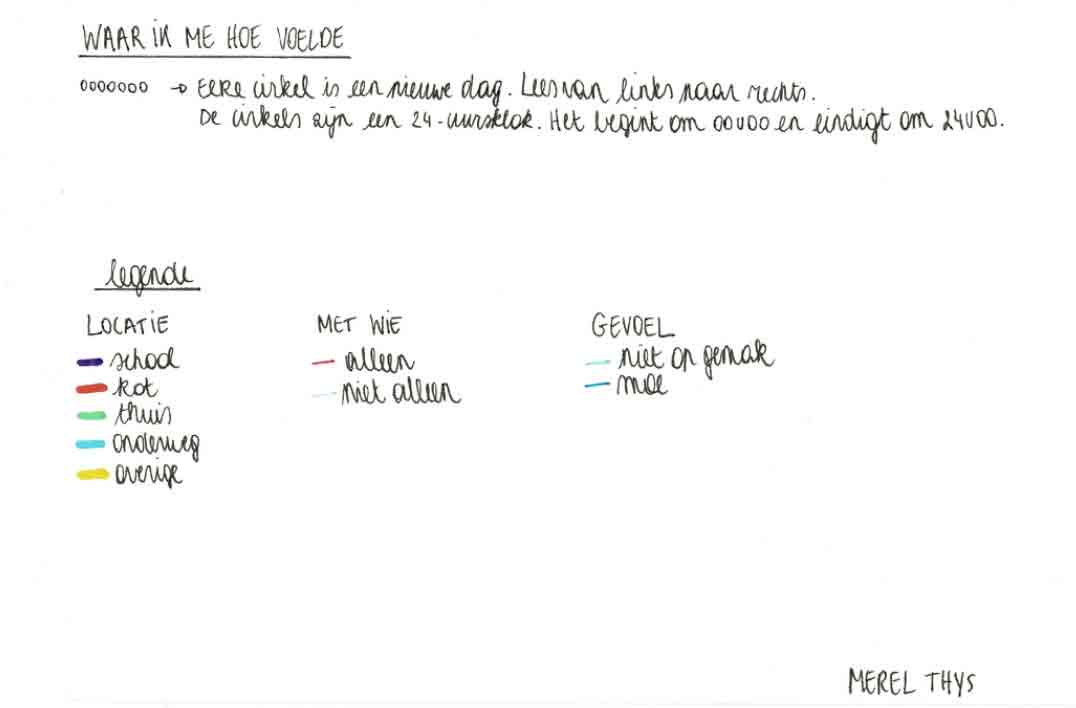 WAAR IK ME HOE VOELDE
0000000 → Elke cirkel is een nieuwe dag. Lees van links naar rechts.
De cirkels zijn een 24-uursklok. Het begint om 00u00 en eindigt om 24u00.
legende
LOCATIE
school
kot
thuis
onderweg
overige
MET WIE
alleen
niet alleen
GEVOEL
niet op gemak
moe
MEREL THYS